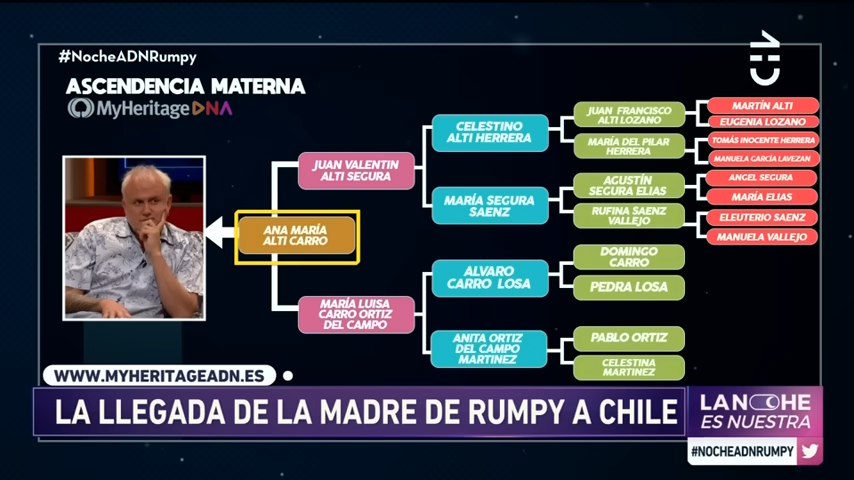 #NocheADNRumpy
CHV
ASCENDENCIA MATERNA
MyHeritage DNA
ANA MARÍA
ALTI CARRO
JUAN VALENTIN
ALTI SEGURA
MARÍA LUISA
CARRO ORTIZ
DEL CAMPO
CELESTINO
ALTI HERRERA
MARÍA SEGURA
SAENZ
ALVARO
CARRO LOSA
ANITA ORTIZ
DEL CAMPO
MARTINEZ
JUAN FRANCISCO
ALTI LOZANO
MARÍA DEL PILAR
HERRERA
AGUSTÍN
SEGURA ELIAS
RUFINA SAENZ
VALLEJO
DOMINGO
CARRO
PEDRA LOSA
PABLO ORTIZ
CELESTINA
MARTINEZ
MARTÍN ALTI
EUGENIA LOZANO
TOMÁS INOCENTE HERRERA
MANUELA GARCÍA LAVEZAN
ANGEL SEGURA
MARÍA ELIAS
ELEUTERIO SAENZ
MANUELA VALLEJO
WWW.MYHERITAGEADN.ES
LA LLEGADA DE LA MADRE DE RUMPY A CHILE
LA NOCHE
ES NUESTRA
#NOCHEADNRUMPY